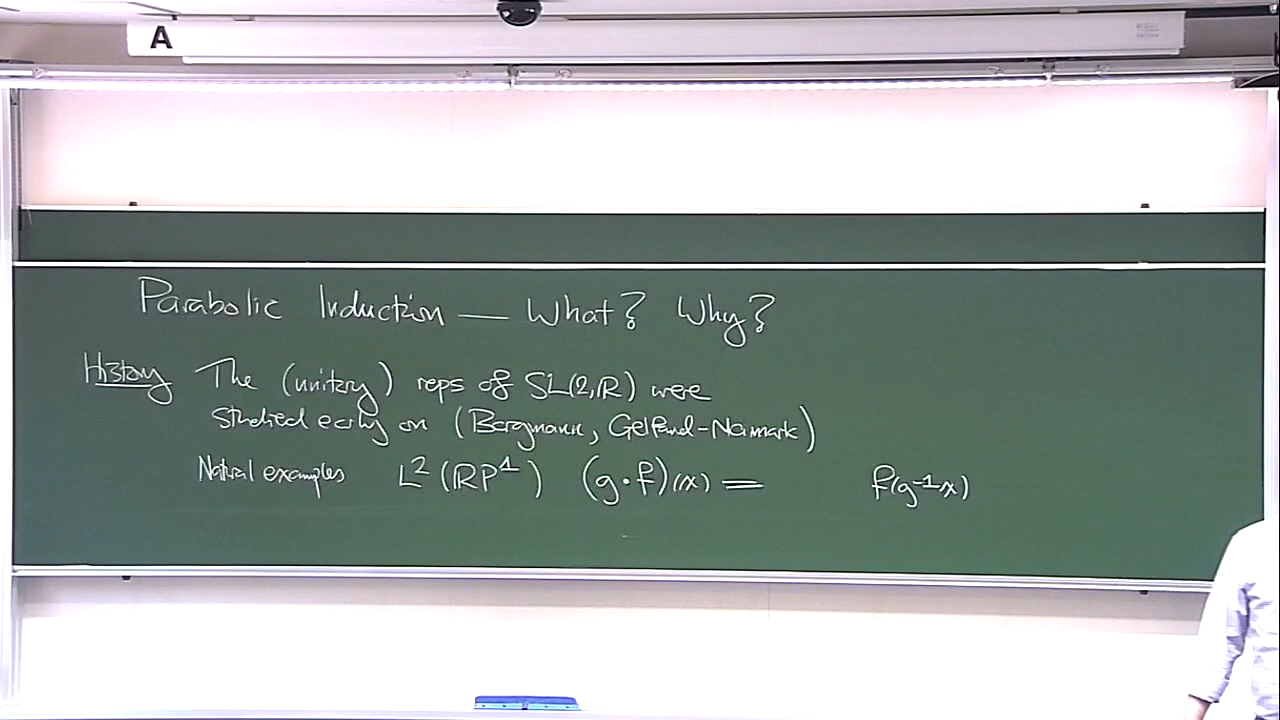 A
Parabolic Induction — What? Why?
History The (unitary) reps of SL(2,ℝ) were
studied early on (Bargmann, Gelfand-Naimark)
Natural examples L²(ℝP¹) (g·f)(x) = f(g⁻¹x)